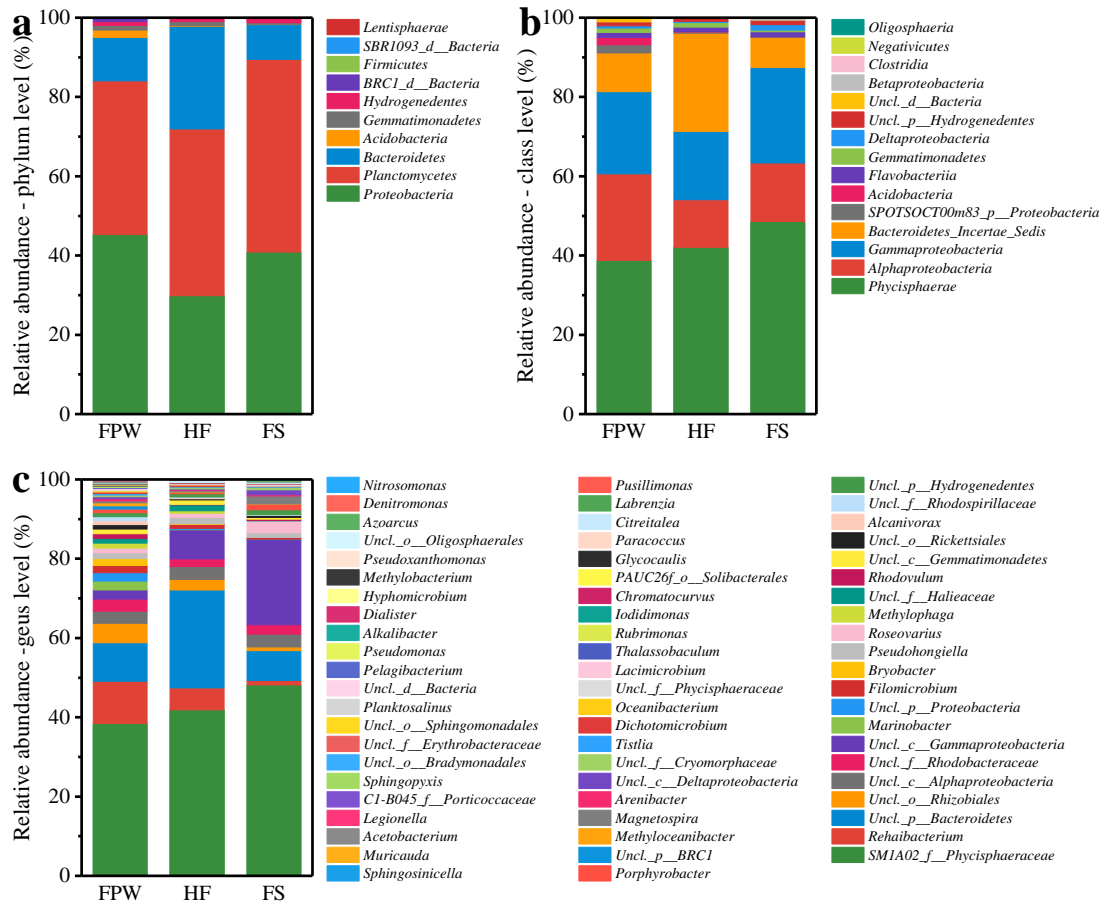 a
Relative abundance - phylum level (%)
100
80
60
40
20
0
FPW HF FS
Lentisphaerae
SBR1093_d__Bacteria
Firmicutes
BRC1_d__Bacteria
Hydrogenedentes
Gemmatimonadetes
Acidobacteria
Bacteroidetes
Planctomycetes
Proteobacteria
b
Relative abundance - class level (%)
100
80
60
40
20
0
FPW HF FS
Oligosphaeria
Negativicutes
Clostridia
Betaproteobacteria
Uncl._d__Bacteria
Uncl._p__Hydrogenedentes
Deltaproteobacteria
Gemmatimonadetes
Flavobacteriia
Acidobacteria
SPOTSOCT00m83_p__Proteobacteria
Bacteroidetes_Incertae_Sedis
Gammaproteobacteria
Alphaproteobacteria
Phycisphaerae
c
Relative abundance -geus level (%)
100
80
60
40
20
0
FPW HF FS
Nitrosomonas
Denitromonas
Azoarcus
Uncl._o__Oligosphaerales
Pseudoxanthomonas
Methylobacterium
Hyphomicrobium
Dialister
Alkalibacter
Pseudomonas
Pelagibacterium
Uncl._d__Bacteria
Planktosalinus
Uncl._o__Sphingomonadales
Uncl._f__Erythrobacteraceae
Uncl._o__Bradymonadales
Sphingopyxis
C1-B045_f__Porticoccaceae
Legionella
Acetobacterium
Muricauda
Sphingosinicella
Pusillimonas
Labrenzia
Citreitalea
Paracoccus
Glycocaulis
PAUC26f_o__Solibacterales
Chromatocurvus
Iodidimonas
Rubrimonas
Thalassobaculum
Lacimicrobium
Uncl._f__Phycisphaeraceae
Oceanibacterium
Dichotomicrobium
Tistlia
Uncl._f__Cryomorphaceae
Uncl._c__Deltaproteobacteria
Arenibacter
Magnetospira
Methyloceanibacter
Uncl._p__BRC1
Porphyrobacter
Uncl._p__Hydrogenedentes
Uncl._f__Rhodospirillaceae
Alcanivorax
Uncl._o__Rickettsiales
Uncl._c__Gemmatimonadetes
Rhodovulum
Uncl._f__Halieaceae
Methylophaga
Roseovarius
Pseudohongiella
Bryobacter
Filomicrobium
Uncl._p__Proteobacteria
Marinobacter
Uncl._c__Gammaproteobacteria
Uncl._f__Rhodobacteraceae
Uncl._c__Alphaproteobacteria
Uncl._o__Rhizobiales
Uncl._p__Bacteroidetes
Rehaibacterium
SM1A02_f__Phycisphaeraceae